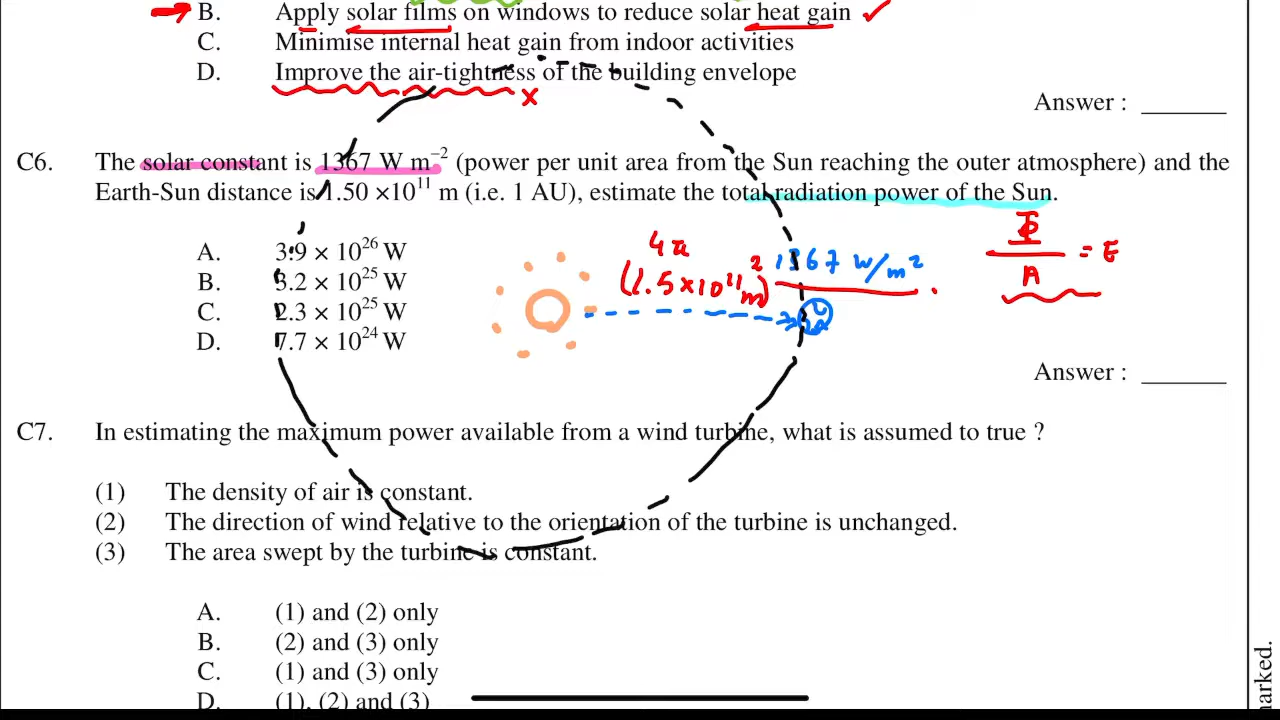 B. Apply solar films on windows to reduce solar heat gain ✓
C. Minimise internal heat gain from indoor activities
D. Improve the air-tightness of the building envelope
x
Answer : ______
C6. The solar constant is 1367 W m⁻² (power per unit area from the Sun reaching the outer atmosphere) and the
Earth-Sun distance is 1.50 ×10¹¹ m (i.e. 1 AU), estimate the total radiation power of the Sun.
A. 3.9 × 10²⁶ W
B. 3.2 × 10²⁵ W
C. 2.3 × 10²⁵ W
D. 7.7 × 10²⁴ W
4π
(1.5×10¹¹m)²
1367 W/m²
Φ/A = E
Answer : ______
C7. In estimating the maximum power available from a wind turbine, what is assumed to true ?
(1) The density of air is constant.
(2) The direction of wind relative to the orientation of the turbine is unchanged.
(3) The area swept by the turbine is constant.
A. (1) and (2) only
B. (2) and (3) only
C. (1) and (3) only
D. (1), (2) and (3)
marked.